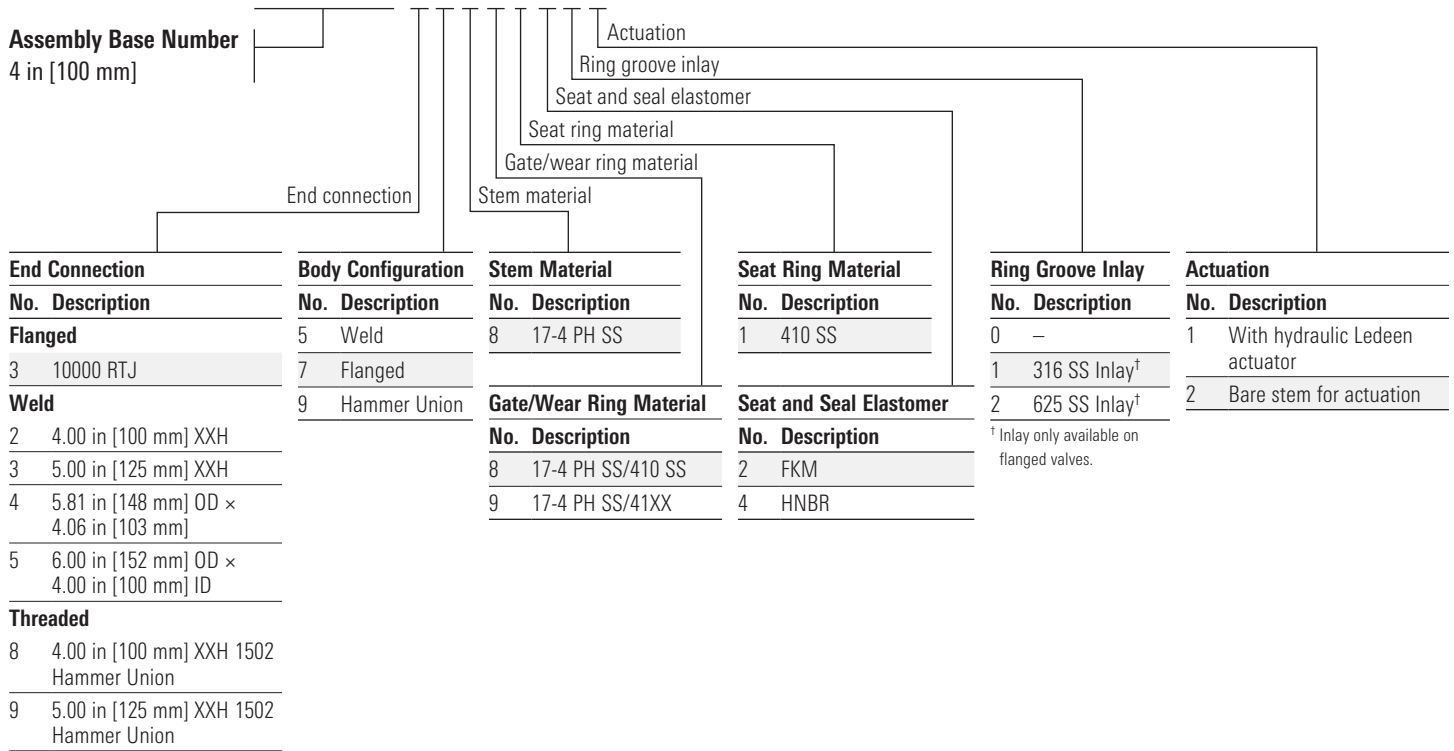 Assembly Base Number
4 in [100 mm]
Actuation
Ring groove inlay
Seat and seal elastomer
Seat ring material
Gate/wear ring material
End connection
Stem material
End Connection
No. Description
Flanged
3 10000 RTJ
Weld
2 4.00 in [100 mm] XXH
3 5.00 in [125 mm] XXH
4 5.81 in [148 mm] OD ×
4.06 in [103 mm]
5 6.00 in [152 mm] OD ×
4.00 in [100 mm] ID
Threaded
8 4.00 in [100 mm] XXH 1502
Hammer Union
9 5.00 in [125 mm] XXH 1502
Hammer Union
Body Configuration
No. Description
5 Weld
7 Flanged
9 Hammer Union
Stem Material
No. Description
8 17-4 PH SS
Gate/Wear Ring Material
No. Description
8 17-4 PH SS/410 SS
9 17-4 PH SS/41XX
Seat Ring Material
No. Description
1 410 SS
Seat and Seal Elastomer
No. Description
2 FKM
4 HNBR
Ring Groove Inlay
No. Description
0 –
1 316 SS Inlay†
2 625 SS Inlay†
† Inlay only available on
flanged valves.
Actuation
No. Description
1 With hydraulic Ledeen
actuator
2 Bare stem for actuation